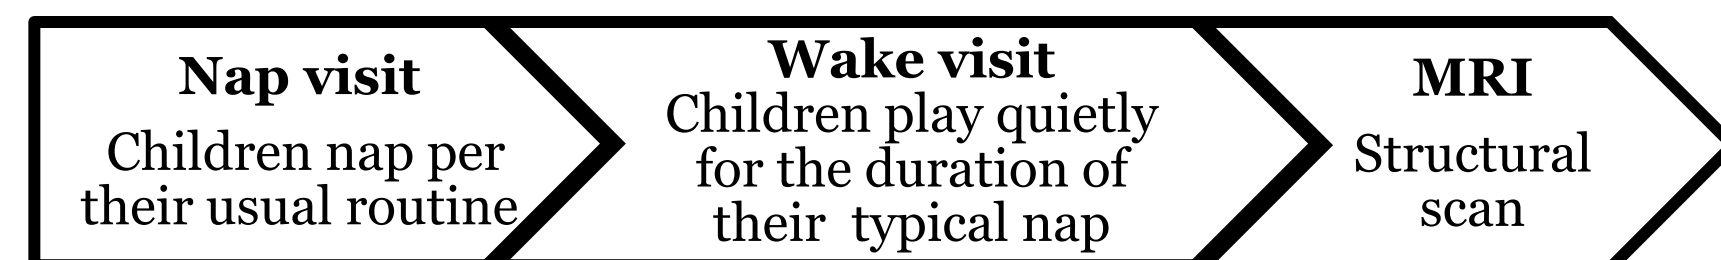 Nap visit
Children nap per
their usual routine
Wake visit
Children play quietly
for the duration of
their  typical nap
MRI
Structural
scan